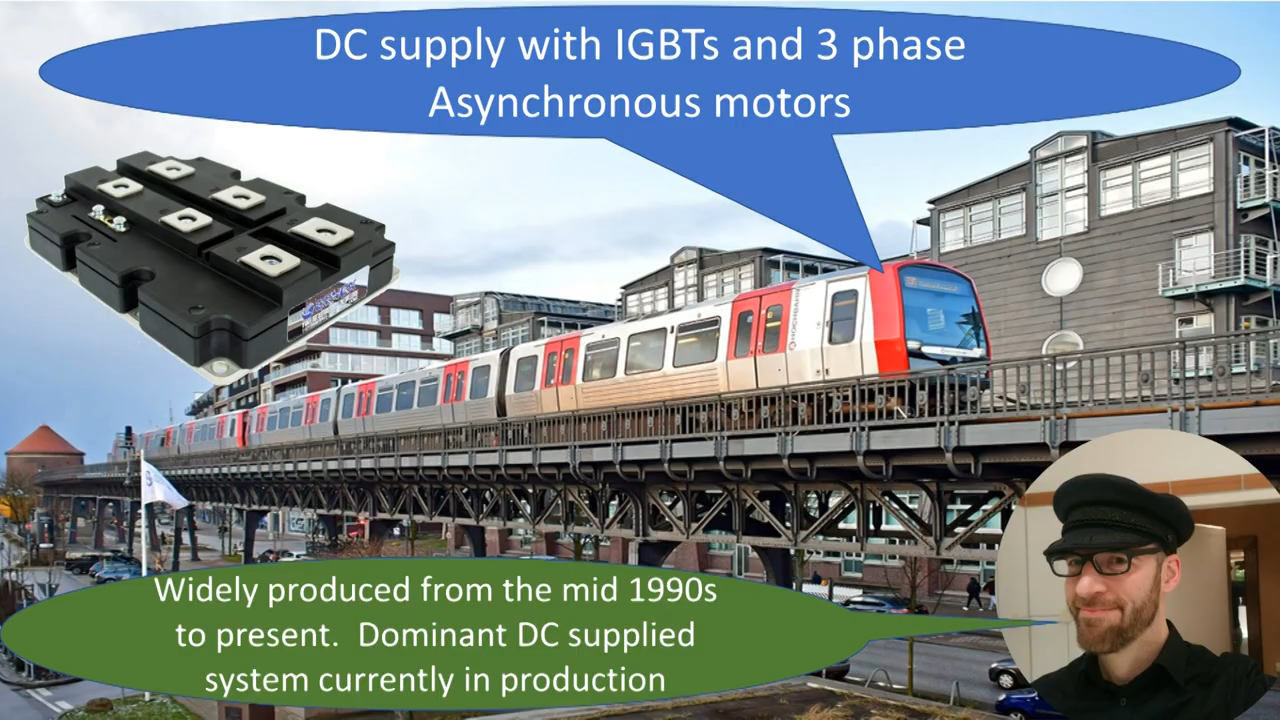 DC supply with IGBTs and 3 phase
Asynchronous motors
HOCHBAHN
Widely produced from the mid 1990s
to present.  Dominant DC supplied
system currently in production